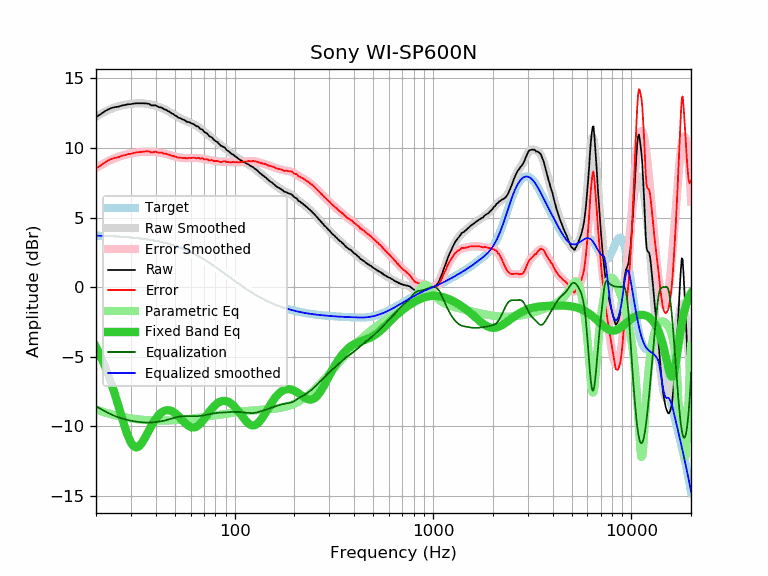 Sony WI-SP600N
15
10
5
0
−5
−10
−15
Amplitude (dBr)
Target
Raw Smoothed
Error Smoothed
Raw
Error
Parametric Eq
Fixed Band Eq
Equalization
Equalized smoothed
100 1000 10000
Frequency (Hz)